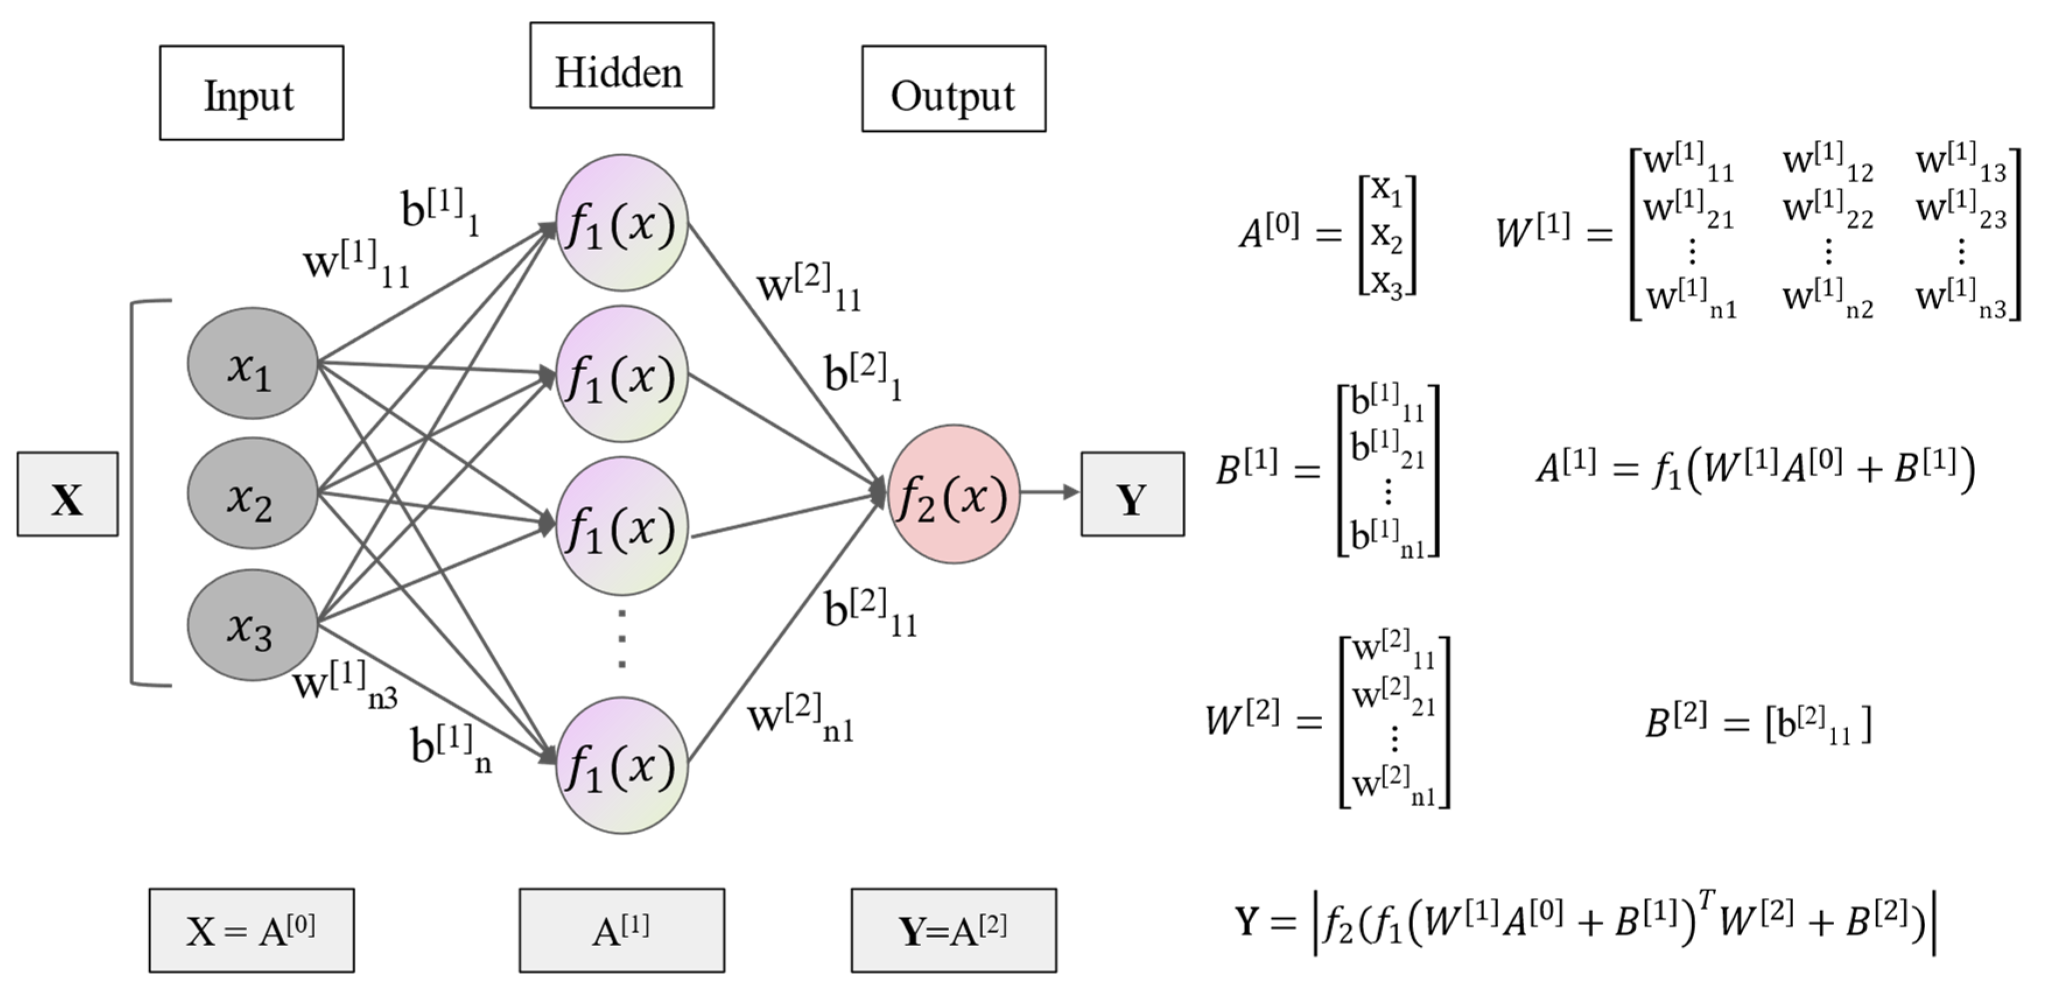 Input
Hidden
Output
b[1]1
w[1]11
x1
x2
x3
X
w[1]n3
b[1]n
f1(x)
f1(x)
f1(x)
f1(x)
w[2]11
b[2]1
b[2]11
w[2]n1
f2(x)
Y
X = A[0]
A[1]
Y=A[2]
A[0] = [x1 x2 x3]
W[1] = [w[1]11 w[1]12 w[1]13
w[1]21 w[1]22 w[1]23
⋮ ⋮ ⋮
w[1]n1 w[1]n2 w[1]n3]
B[1] = [b[1]11
b[1]21
⋮
b[1]n1]
A[1] = f1(W[1]A[0] + B[1])
W[2] = [w[2]11
w[2]21
⋮
w[2]n1]
B[2] = [b[2]11 ]
Y = |f2(f1(W[1]A[0] + B[1])T W[2] + B[2])|